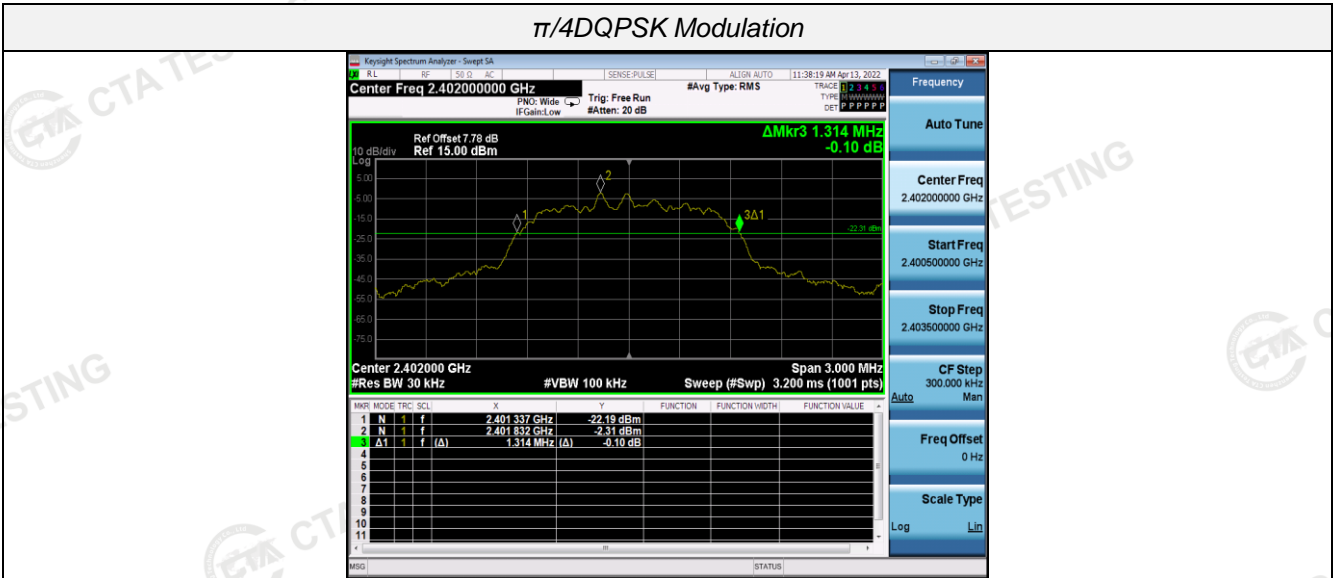 π/4DQPSK Modulation
Keysight Spectrum Analyzer - Swept SA
RL RF 50 Ω AC SENSE:PULSE ALIGN AUTO 11:38:19 AM Apr 13, 2022
Center Freq 2.402000000 GHz
PNO: Wide
IFGain:Low
Trig: Free Run
#Atten: 20 dB
#Avg Type: RMS
TRACE 1 2 3 4 5 6
TYPE M WWWWW
DET P P P P P P
Frequency
Auto Tune
Center Freq
2.402000000 GHz
Start Freq
2.400500000 GHz
Stop Freq
2.403500000 GHz
CF Step
300.000 kHz
Auto Man
Freq Offset
0 Hz
Scale Type
Log Lin
ΔMkr3 1.314 MHz
-0.10 dB
Ref Offset 7.78 dB
10 dB/div Ref 15.00 dBm
Log
5.00
-5.00
-15.0
-25.0
-35.0
-45.0
-55.0
-65.0
-75.0
1
2
3Δ1
-22.31 dBm
Center 2.402000 GHz Span 3.000 MHz
#Res BW 30 kHz #VBW 100 kHz Sweep (#Swp) 3.200 ms (1001 pts)
MKR MODE TRC SCL X Y FUNCTION FUNCTION WIDTH FUNCTION VALUE
1 N 1 f 2.401 337 GHz -22.19 dBm
2 N 1 f 2.401 832 GHz -2.31 dBm
3 Δ1 1 f (Δ) 1.314 MHz (Δ) -0.10 dB
4
5
6
7
8
9
10
11
MSG STATUS
CTA TE
TESTING
STING
CTA
C